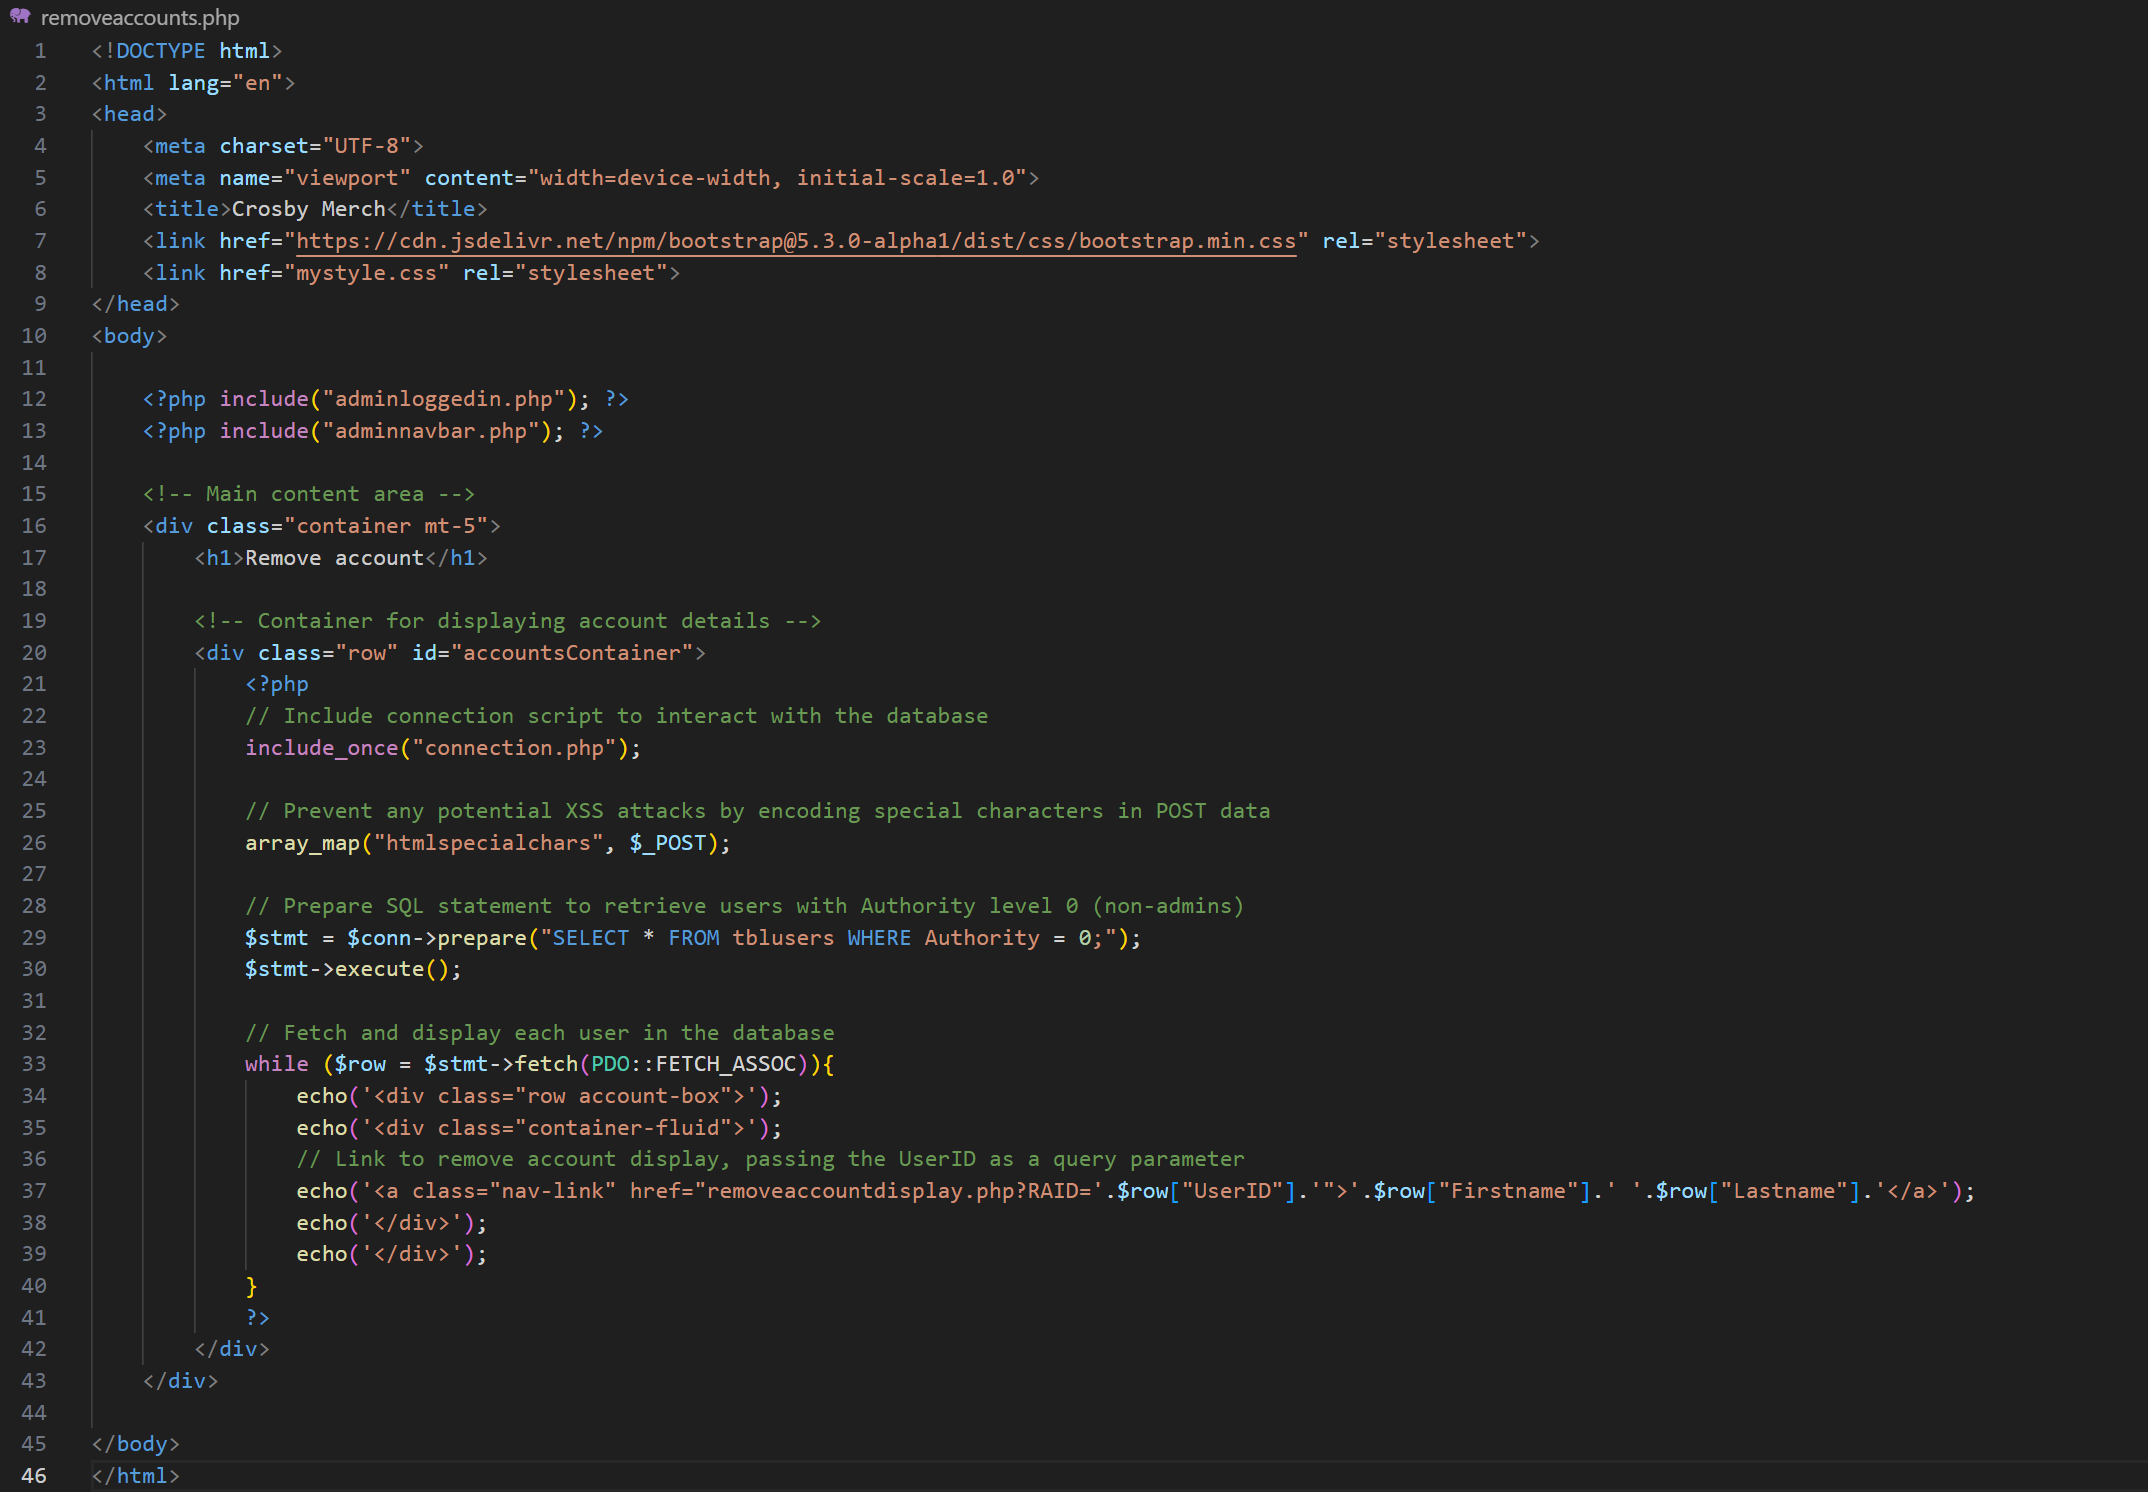 removeaccounts.php
1 <!DOCTYPE html>
2 <html lang="en">
3 <head>
4     <meta charset="UTF-8">
5     <meta name="viewport" content="width=device-width, initial-scale=1.0">
6     <title>Crosby Merch</title>
7     <link href="https://cdn.jsdelivr.net/npm/bootstrap@5.3.0-alpha1/dist/css/bootstrap.min.css" rel="stylesheet">
8     <link href="mystyle.css" rel="stylesheet">
9 </head>
10 <body>
11
12     <?php include("adminloggedin.php"); ?>
13     <?php include("adminnavbar.php"); ?>
14
15     <!-- Main content area -->
16     <div class="container mt-5">
17         <h1>Remove account</h1>
18
19         <!-- Container for displaying account details -->
20         <div class="row" id="accountsContainer">
21             <?php
22             // Include connection script to interact with the database
23             include_once("connection.php");
24
25             // Prevent any potential XSS attacks by encoding special characters in POST data
26             array_map("htmlspecialchars", $_POST);
27
28             // Prepare SQL statement to retrieve users with Authority level 0 (non-admins)
29             $stmt = $conn->prepare("SELECT * FROM tblusers WHERE Authority = 0;");
30             $stmt->execute();
31
32             // Fetch and display each user in the database
33             while ($row = $stmt->fetch(PDO::FETCH_ASSOC)){
34                 echo('<div class="row account-box">');
35                 echo('<div class="container-fluid">');
36                 // Link to remove account display, passing the UserID as a query parameter
37                 echo('<a class="nav-link" href="removeaccountdisplay.php?RAID='.$row["UserID"].'">'.$row["Firstname"].' '.$row["Lastname"].'</a>');
38                 echo('</div>');
39                 echo('</div>');
40             }
41             ?>
42         </div>
43     </div>
44
45 </body>
46 </html>